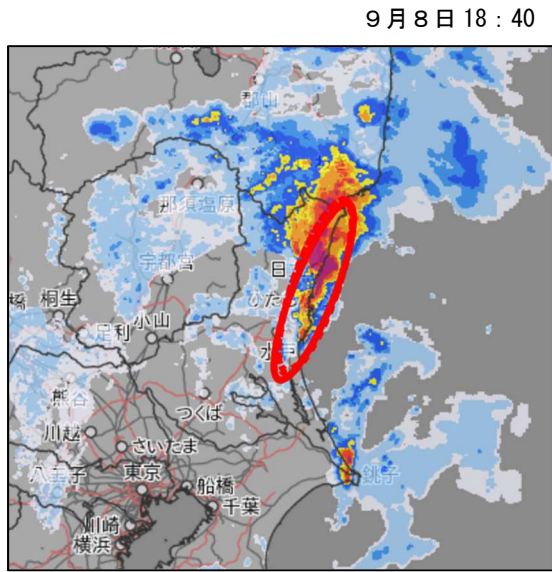 ９月８日 18：40
郡山
那須塩原
日
宇都宮
ひたち
桐生
小山
足利
水戸
熊谷
つくば
川越
さいたま
八王子
東京
船橋
銚子
千葉
川崎
横浜